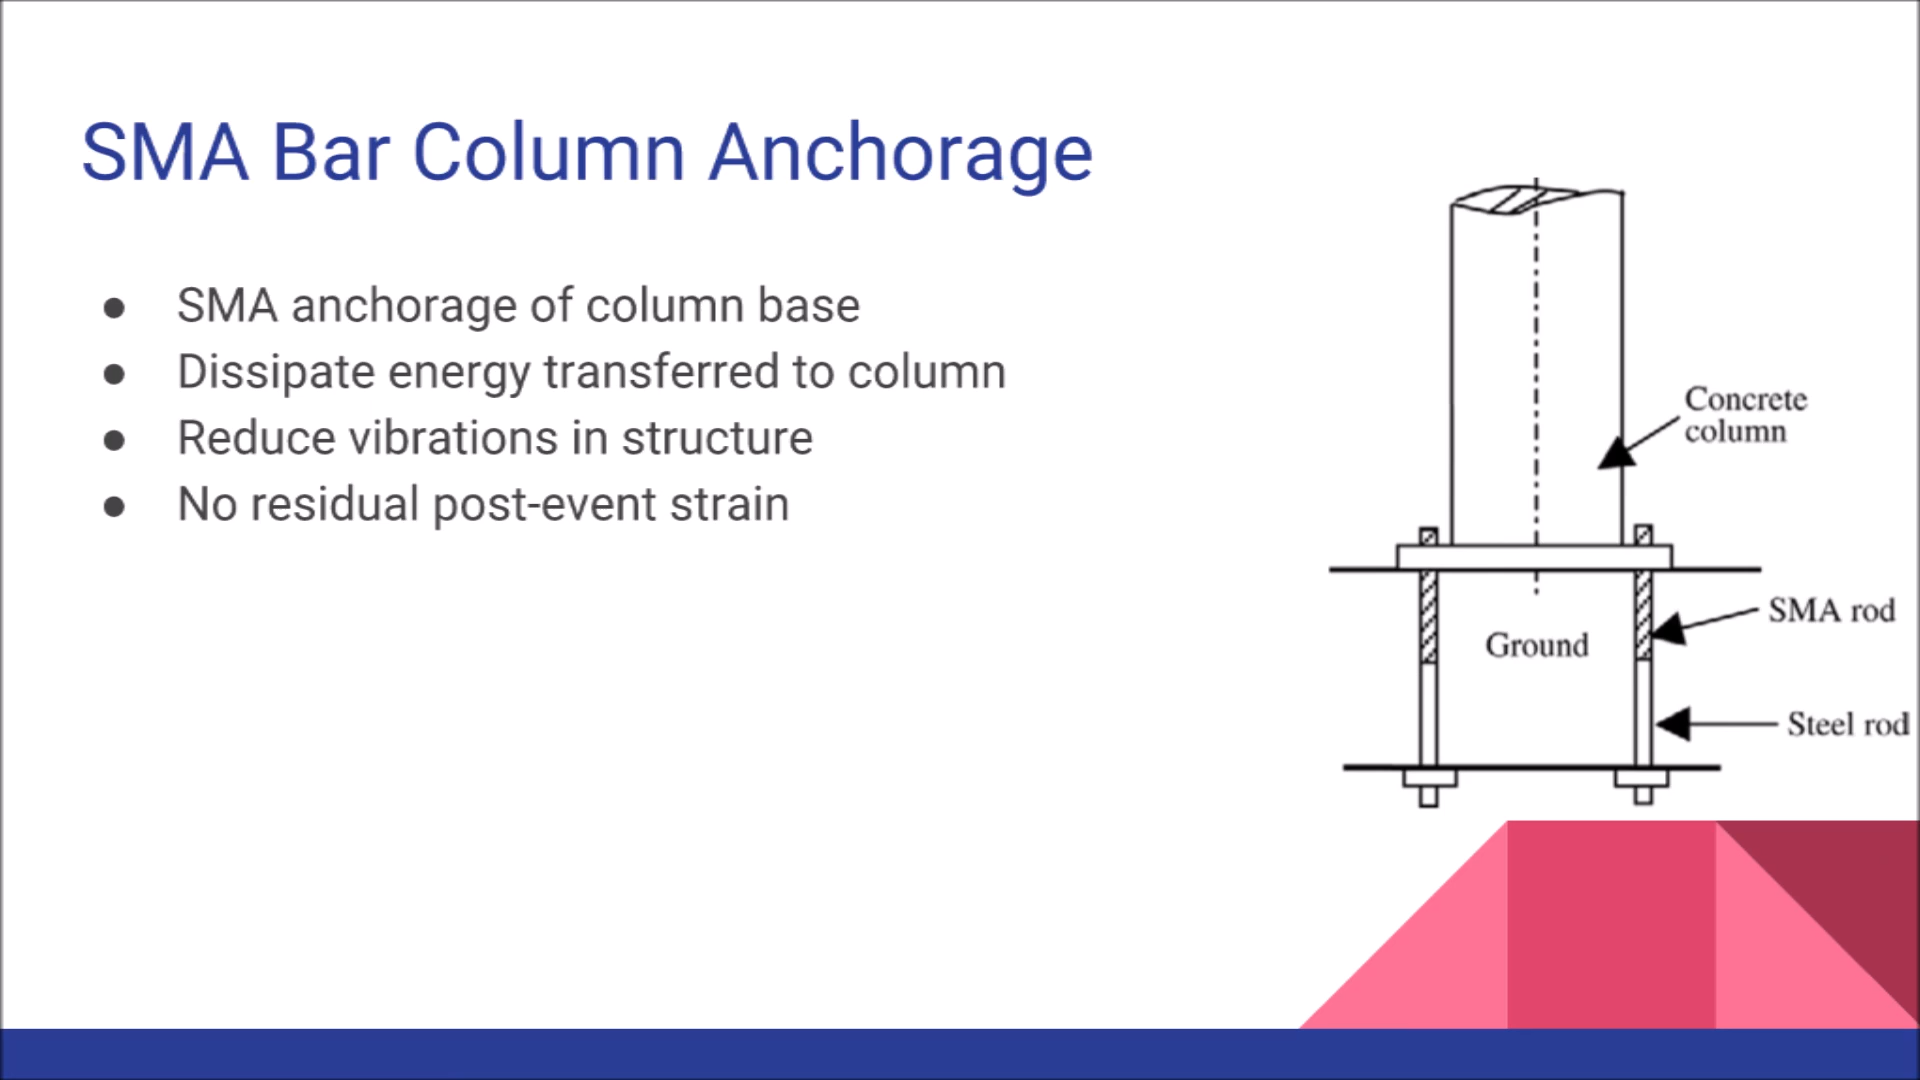 SMA Bar Column Anchorage
● SMA anchorage of column base
● Dissipate energy transferred to column
● Reduce vibrations in structure
● No residual post-event strain
Concrete
column
SMA rod
Ground
Steel rod